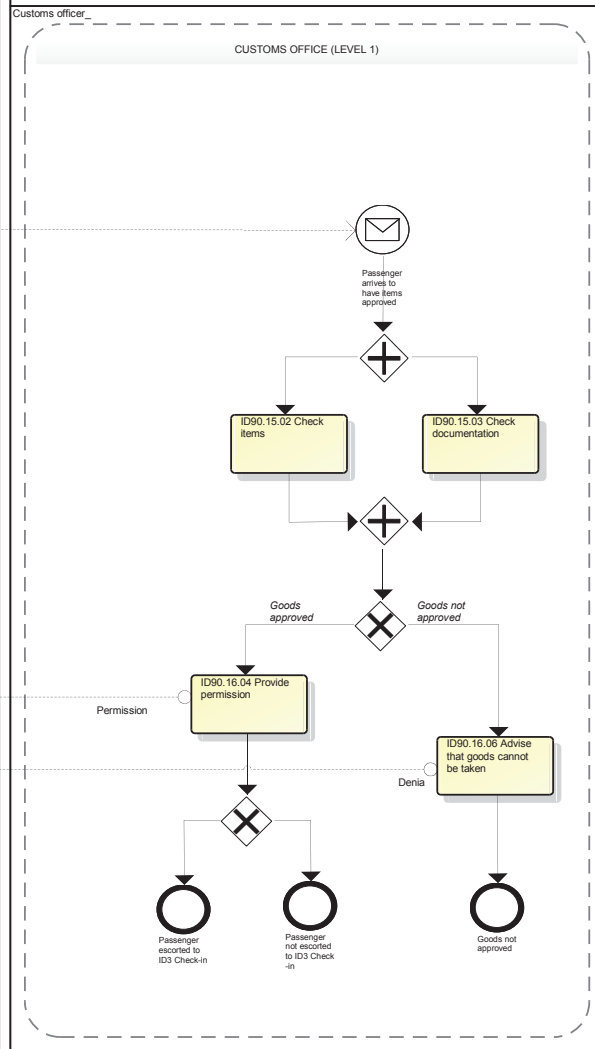 Customs officer_
CUSTOMS OFFICE (LEVEL 1)
Passenger
arrives to
have items
approved
ID90.15.02 Check
items
ID90.15.03 Check
documentation
Goods
approved
Goods not
approved
ID90.16.04 Provide
permission
Permission
ID90.16.06 Advise
that goods cannot
be taken
Denia
Passenger
escorted to
ID3 Check-in
Passenger
not escorted
to ID3 Check
-in
Goods not
approved